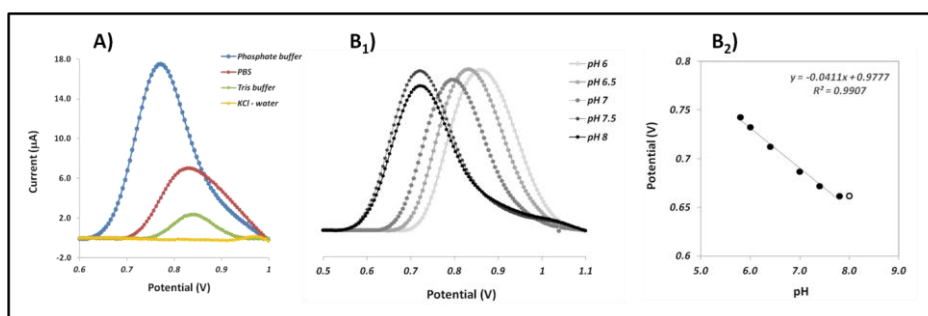 A)
Phosphate buffer
PBS
Tris buffer
KCl - water
18.0
14.0
10.0
6.0
2.0
-2.0
Current (µA)
0.6 0.7 0.8 0.9 1
Potential (V)
B₁)
pH 6
pH 6.5
pH 7
pH 7.5
pH 8
0.5 0.6 0.7 0.8 0.9 1 1.1
Potential (V)
B₂)
y = -0.0411x + 0.9777
R² = 0.9907
0.8
0.75
0.7
0.65
0.6
Potential (V)
5.0 6.0 7.0 8.0 9.0
pH